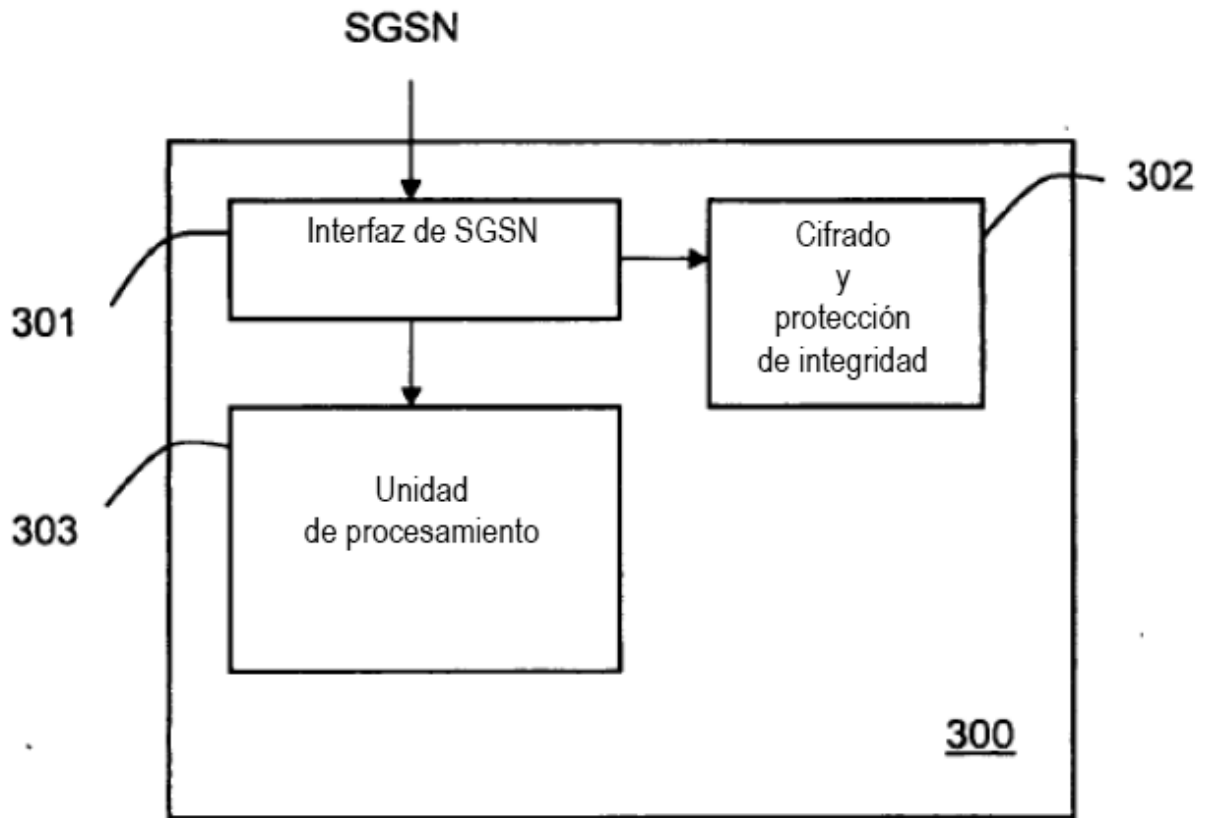 SGSN
302
Interfaz de SGSN
Cifrado
y
protección
de integridad
301
Unidad
de procesamiento
303
300